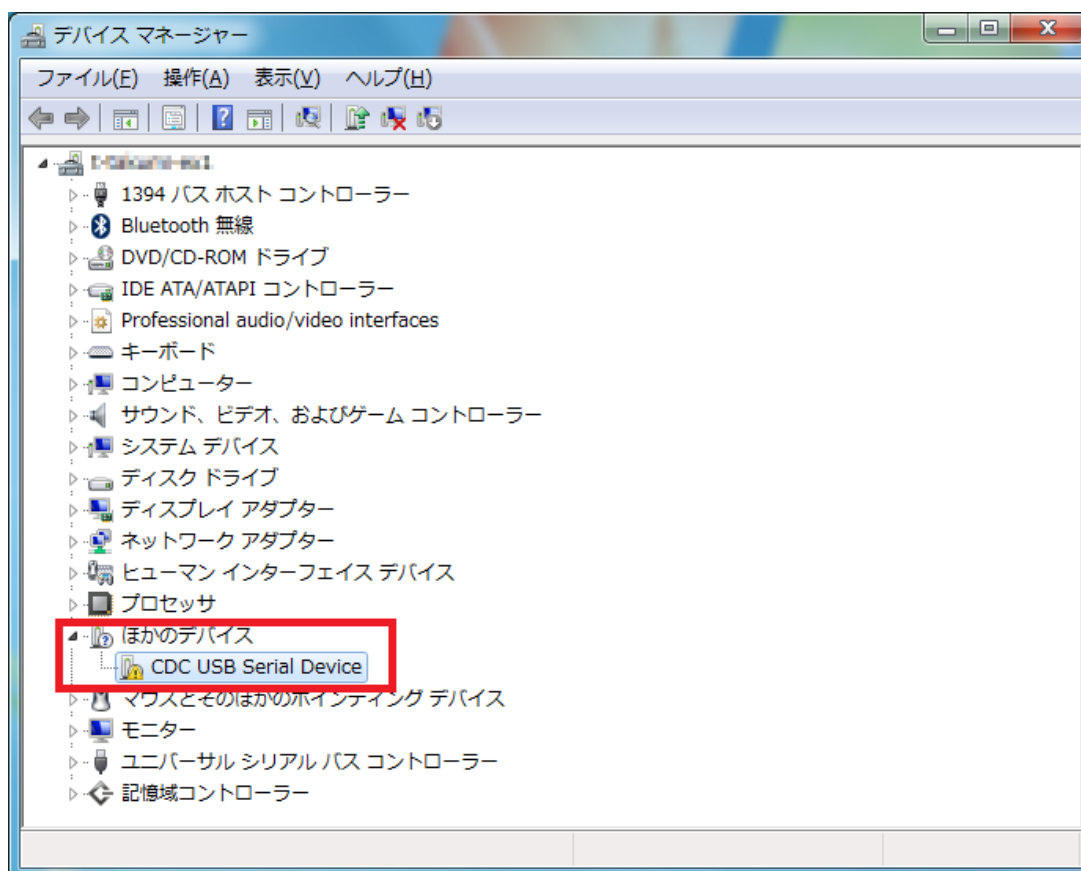 デバイス マネージャー
ファイル(F) 操作(A) 表示(V) ヘルプ(H)
1394 バス ホスト コントローラー
Bluetooth 無線
DVD/CD-ROM ドライブ
IDE ATA/ATAPI コントローラー
Professional audio/video interfaces
キーボード
コンピューター
サウンド、ビデオ、およびゲーム コントローラー
システム デバイス
ディスク ドライブ
ディスプレイ アダプター
ネットワーク アダプター
ヒューマン インターフェイス デバイス
プロセッサ
ほかのデバイス
CDC USB Serial Device
マウスとそのほかのポインティング デバイス
モニター
ユニバーサル シリアル バス コントローラー
記憶域コントローラー